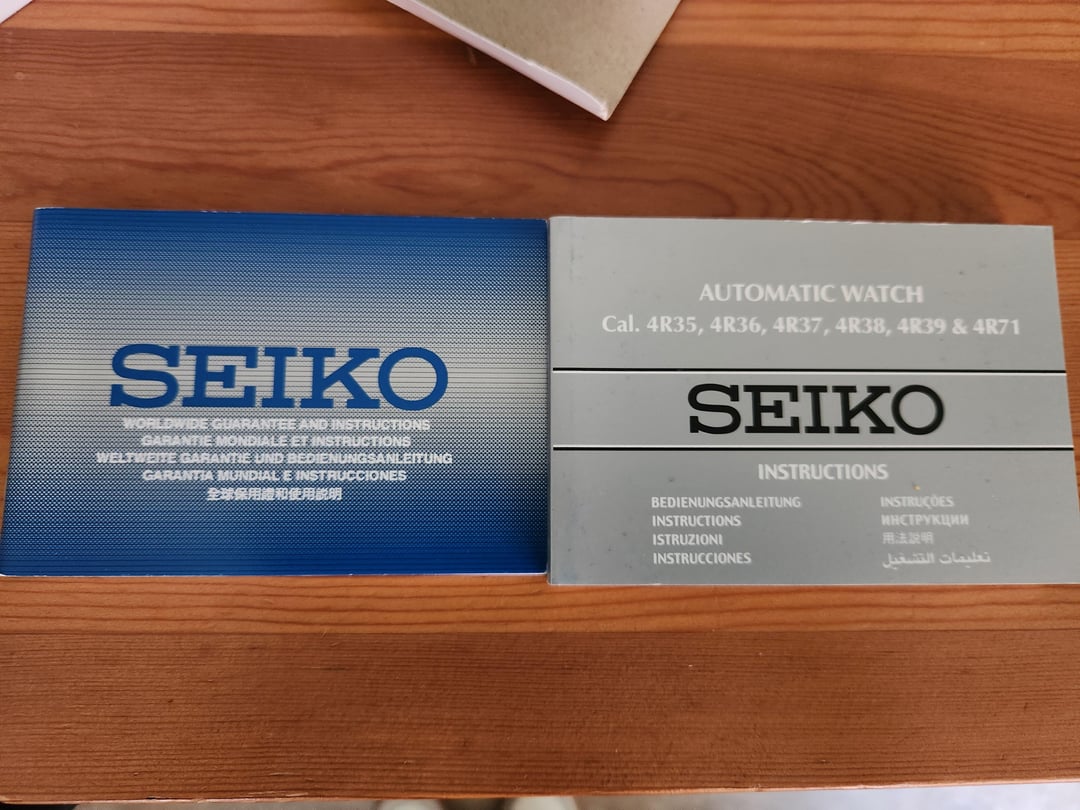 SEIKO
WORLDWIDE GUARANTEE AND INSTRUCTIONS
GARANTIE MONDIALE ET INSTRUCTIONS
WELTWEITE GARANTIE UND BEDIENUNGSANLEITUNG
GARANTIA MUNDIAL E INSTRUCCIONES
全球保用證和使用說明
AUTOMATIC WATCH
Cal. 4R35, 4R36, 4R37, 4R38, 4R39 & 4R71
SEIKO
INSTRUCTIONS
BEDIENUNGSANLEITUNG
INSTRUCTIONS
ISTRUZIONI
INSTRUCCIONES
INSTRUÇÕES
ИНСТРУКЦИИ
用法說明
تعليمات التشغيل